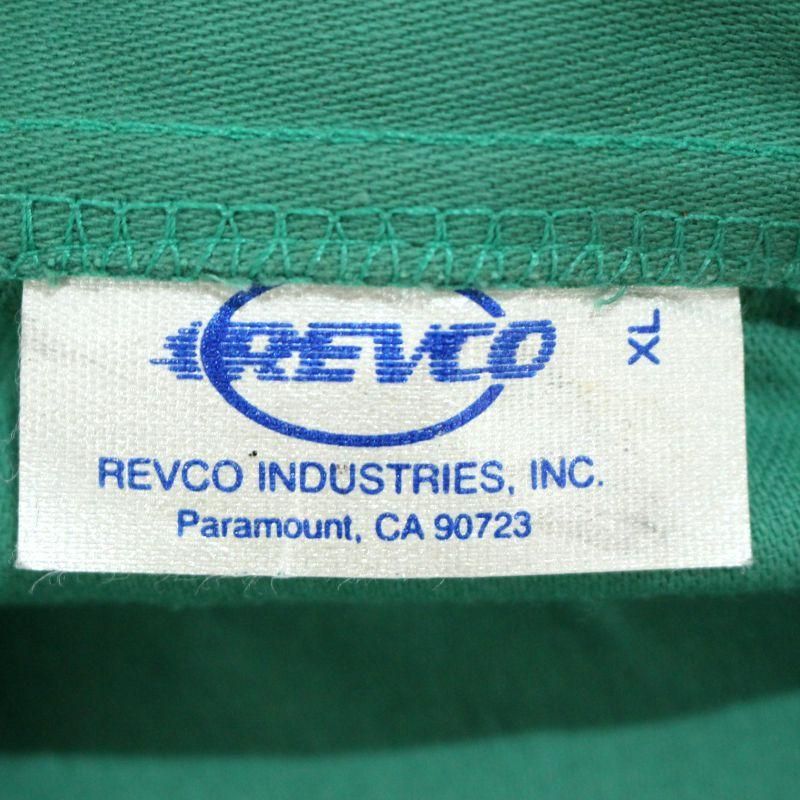 REVCO
XL
REVCO INDUSTRIES, INC.
Paramount, CA 90723